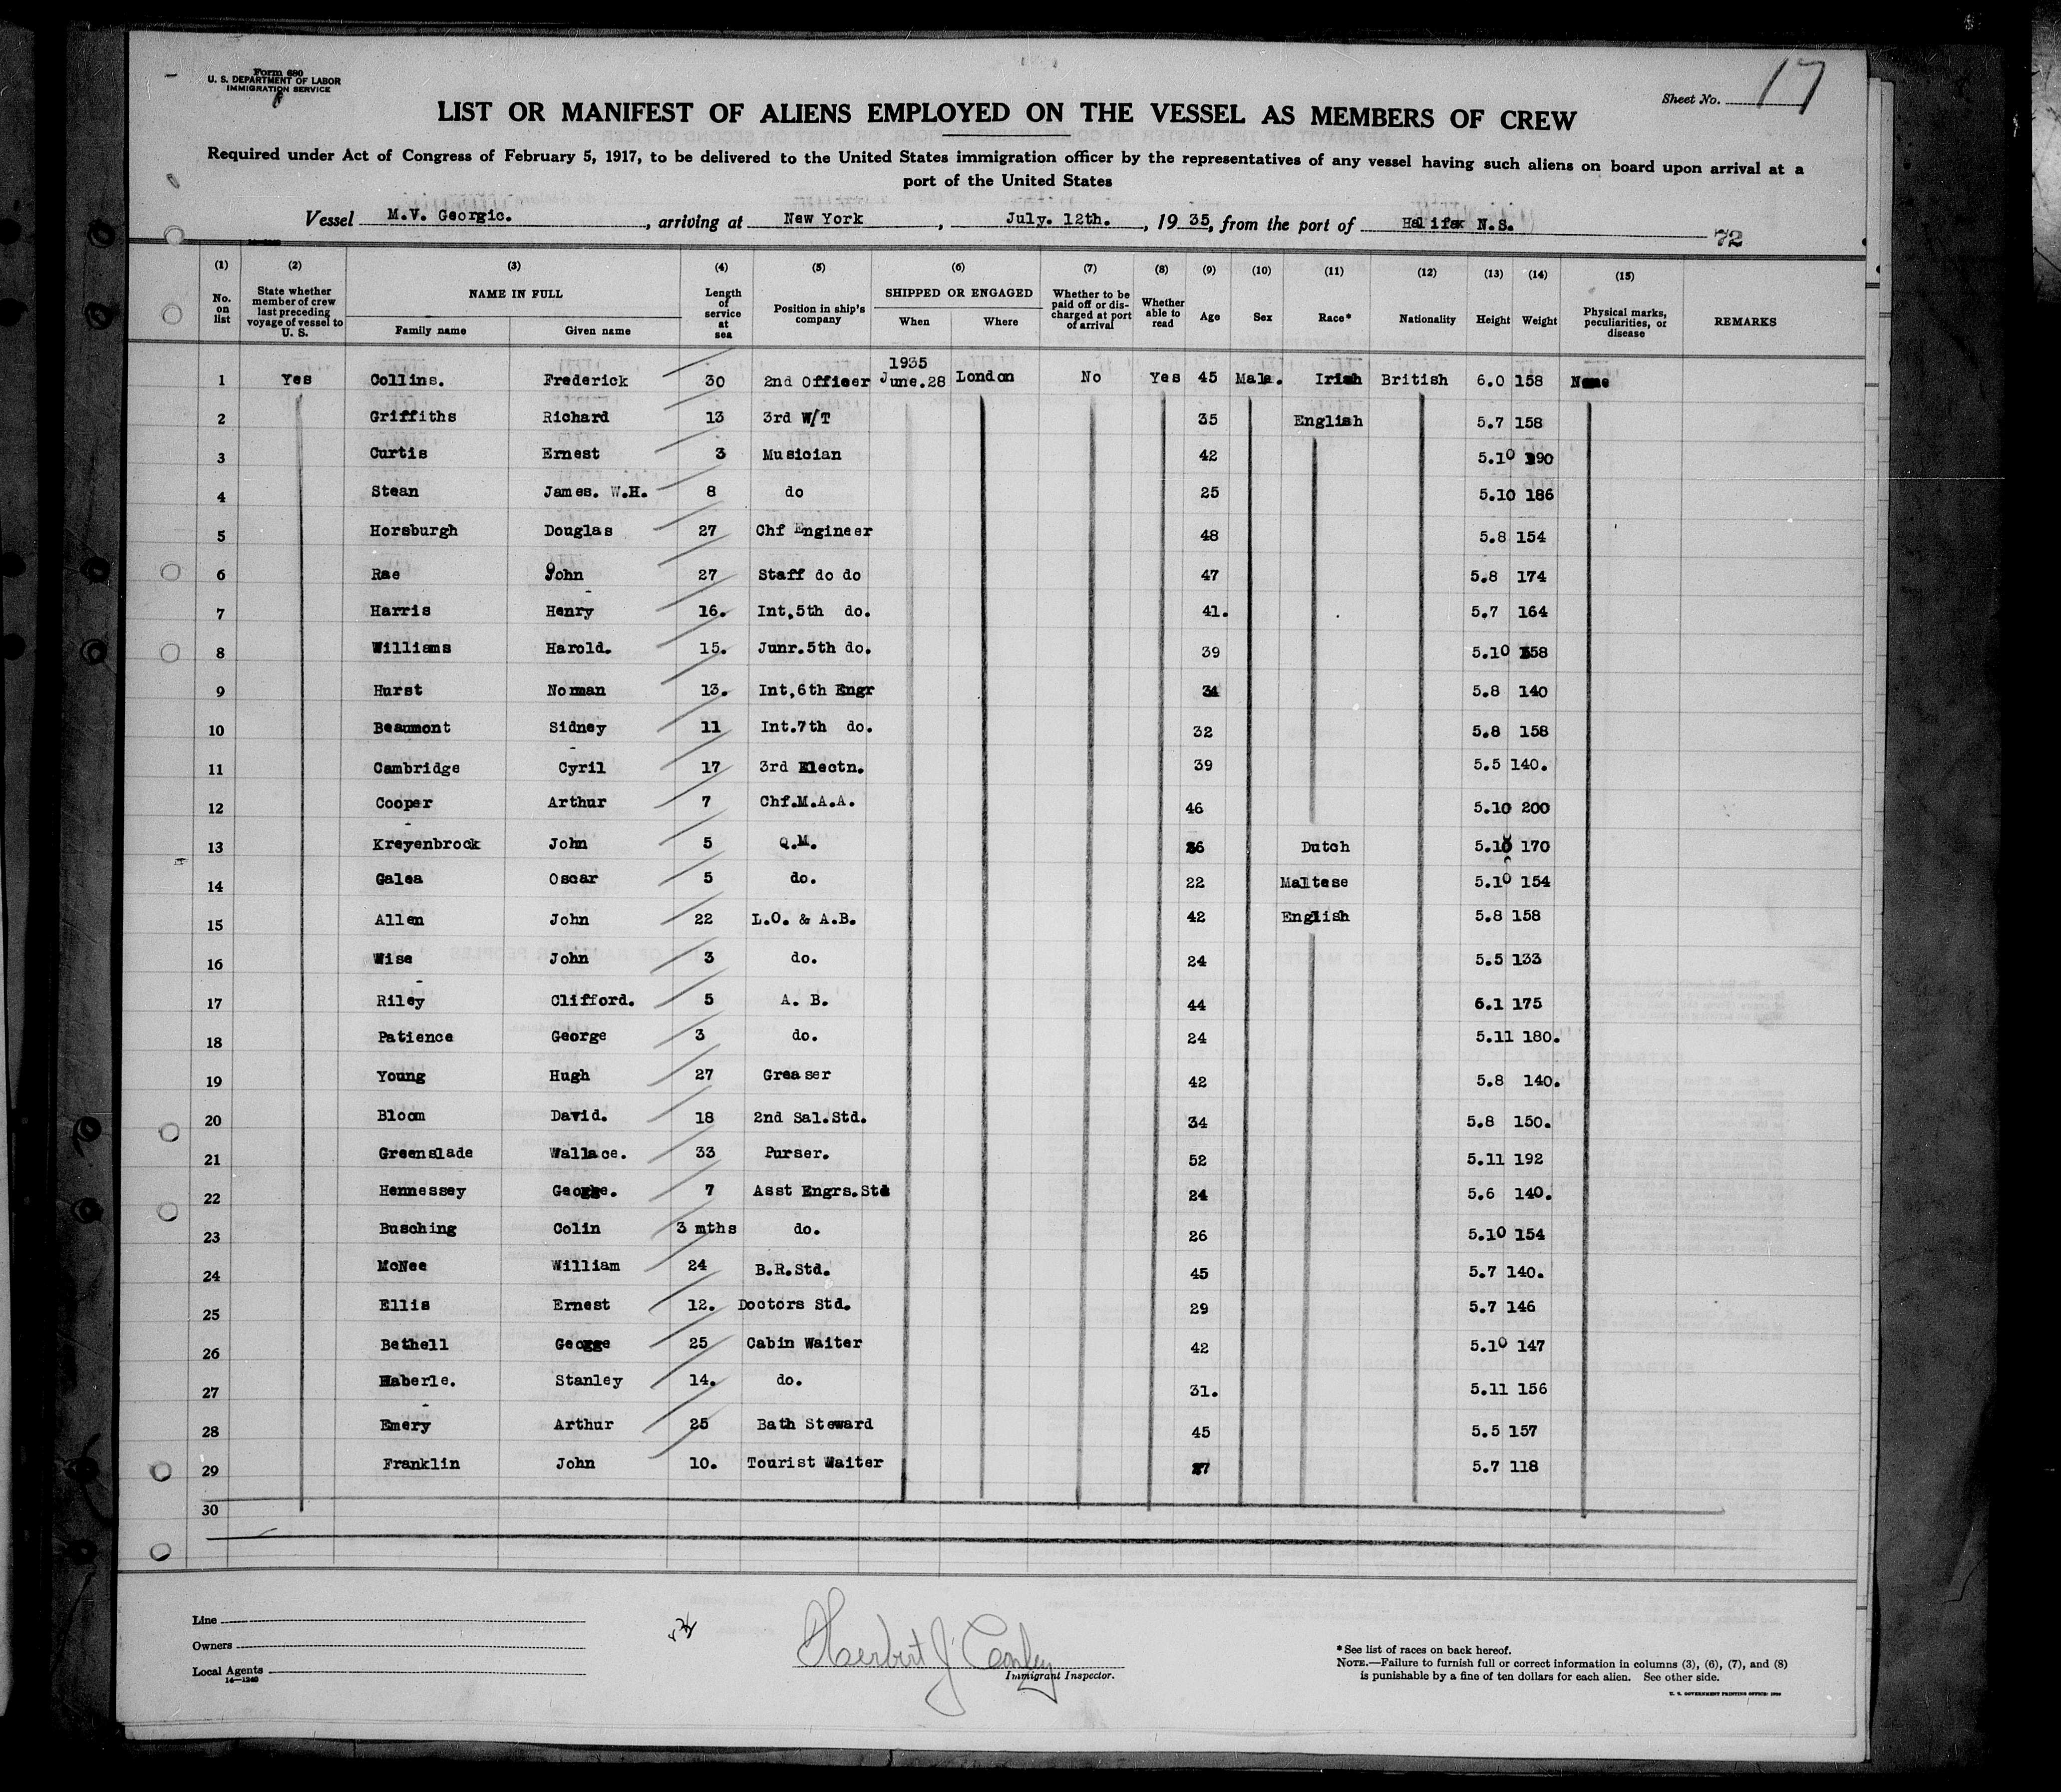 Form 680
U. S. DEPARTMENT OF LABOR
IMMIGRATION SERVICE
Sheet No. 17
LIST OR MANIFEST OF ALIENS EMPLOYED ON THE VESSEL AS MEMBERS OF CREW
Required under Act of Congress of February 5, 1917, to be delivered to the United States immigration officer by the representatives of any vessel having such aliens on board upon arrival at a
port of the United States
Vessel M.V. Georgic., arriving at New York, July. 12th., 1935, from the port of Halifax N.S.
72
(1) (2) (3) (4) (5) (6) (7) (8) (9) (10) (11) (12) (13) (14) (15)
No. on list State whether member of crew last preceding voyage of vessel to U. S. NAME IN FULL Family name Given name Length of service at sea Position in ship's company SHIPPED OR ENGAGED When Where Whether to be paid off or discharged at port of arrival Whether able to read Age Sex Race* Nationality Height Weight Physical marks, peculiarities, or disease REMARKS
1935
1 Yes Collins. Frederick 30 2nd Officer June.28 London No Yes 45 Male. Irish British 6.0 158 None
2 Griffiths Richard 13 3rd W/T 35 English 5.7 158
3 Curtis Ernest 3 Musician 42 5.10 190
4 Stean James. W.H. 8 do 25 5.10 186
5 Horsburgh Douglas 27 Chf Engineer 48 5.8 154
6 Rae John 27 Staff do do 47 5.8 174
7 Harris Henry 16. Int.5th do. 41. 5.7 164
8 Williams Harold. 15. Junr.5th do. 39 5.10 158
9 Hurst Norman 13. Int.6th Engr 34 5.8 140
10 Beaumont Sidney 11 Int.7th do. 32 5.8 158
11 Cambridge Cyril 17 3rd Electn. 39 5.5 140.
12 Cooper Arthur 7 Chf.M.A.A. 46 5.10 200
13 Kreyenbrock John 5 Q.M. 36 Dutch 5.10 170
14 Galea Oscar 5 do. 22 Maltese 5.10 154
15 Allen John 22 L.O. & A.B. 42 English 5.8 158
16 Wise John 3 do. 24 5.5 133
17 Riley Clifford. 5 A. B. 44 6.1 175
18 Patience George 3 do. 24 5.11 180.
19 Young Hugh 27 Greaser 42 5.8 140.
20 Bloom David. 18 2nd Sal.Std. 34 5.8 150.
21 Greenslade Wallace. 33 Purser. 52 5.11 192
22 Hennessey George. 7 Asst Engrs.Std 24 5.6 140.
23 Busching Colin 3 mths do. 26 5.10 154
24 McNee William 24 B.R.Std. 45 5.7 140.
25 Ellis Ernest 12. Doctors Std. 29 5.7 146
26 Bethell George 25 Cabin Waiter 42 5.10 147
27 Haberle. Stanley 14. do. 31. 5.11 156
28 Emery Arthur 25 Bath Steward 45 5.5 157
29 Franklin John 10. Tourist Waiter 27 5.7 118
30
Line
Owners
Local Agents
14—1240
Herbert J Conley
Immigrant Inspector.
*See list of races on back hereof.
NOTE.—Failure to furnish full or correct information in columns (3), (6), (7), and (8)
is punishable by a fine of ten dollars for each alien. See other side.